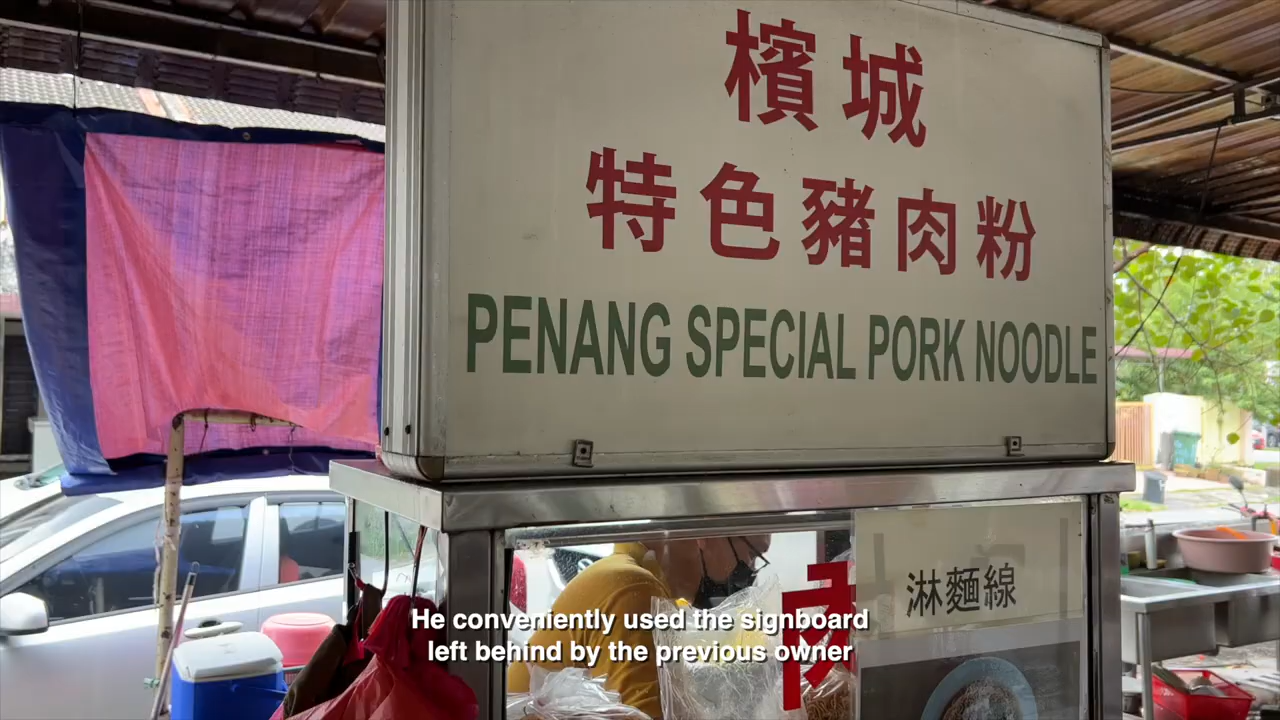 檳城
特色豬肉粉
PENANG SPECIAL PORK NOODLE
淋麵線
He conveniently used the signboard
left behind by the previous owner